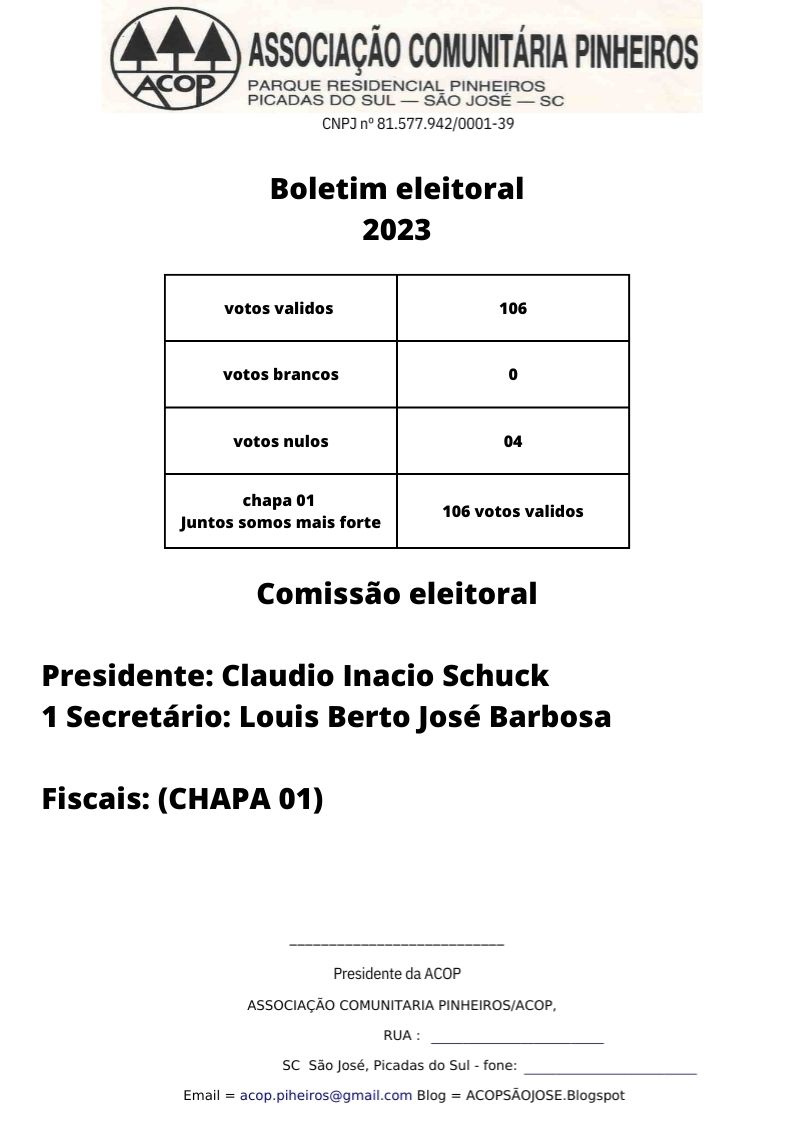 ACOP
ASSOCIAÇÃO COMUNITÁRIA PINHEIROS
PARQUE RESIDENCIAL PINHEIROS
PICADAS DO SUL — SÃO JOSÉ — SC
CNPJ nº 81.577.942/0001-39
Boletim eleitoral
2023
votos validos 106
votos brancos 0
votos nulos 04
chapa 01
Juntos somos mais forte 106 votos validos
Comissão eleitoral
Presidente: Claudio Inacio Schuck
1 Secretário: Louis Berto José Barbosa
Fiscais: (CHAPA 01)
___________________________
Presidente da ACOP
ASSOCIAÇÃO COMUNITARIA PINHEIROS/ACOP,
RUA : ______________________
SC São José, Picadas do Sul - fone: ______________________
Email = acop.piheiros@gmail.com Blog = ACOPSÃOJOSE.Blogspot